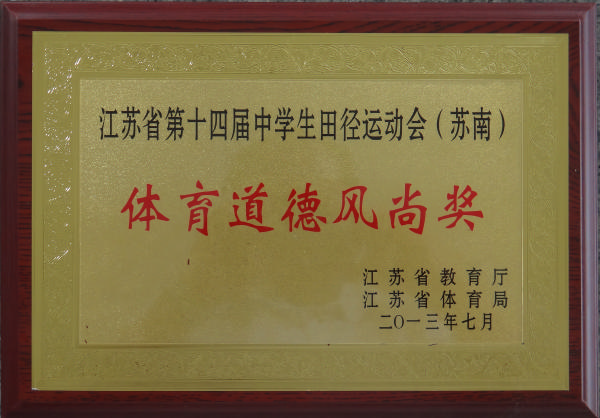 江苏省第十四届中学生田径运动会（苏南）
体育道德风尚奖
江苏省教育厅
江苏省体育局
二〇一三年七月